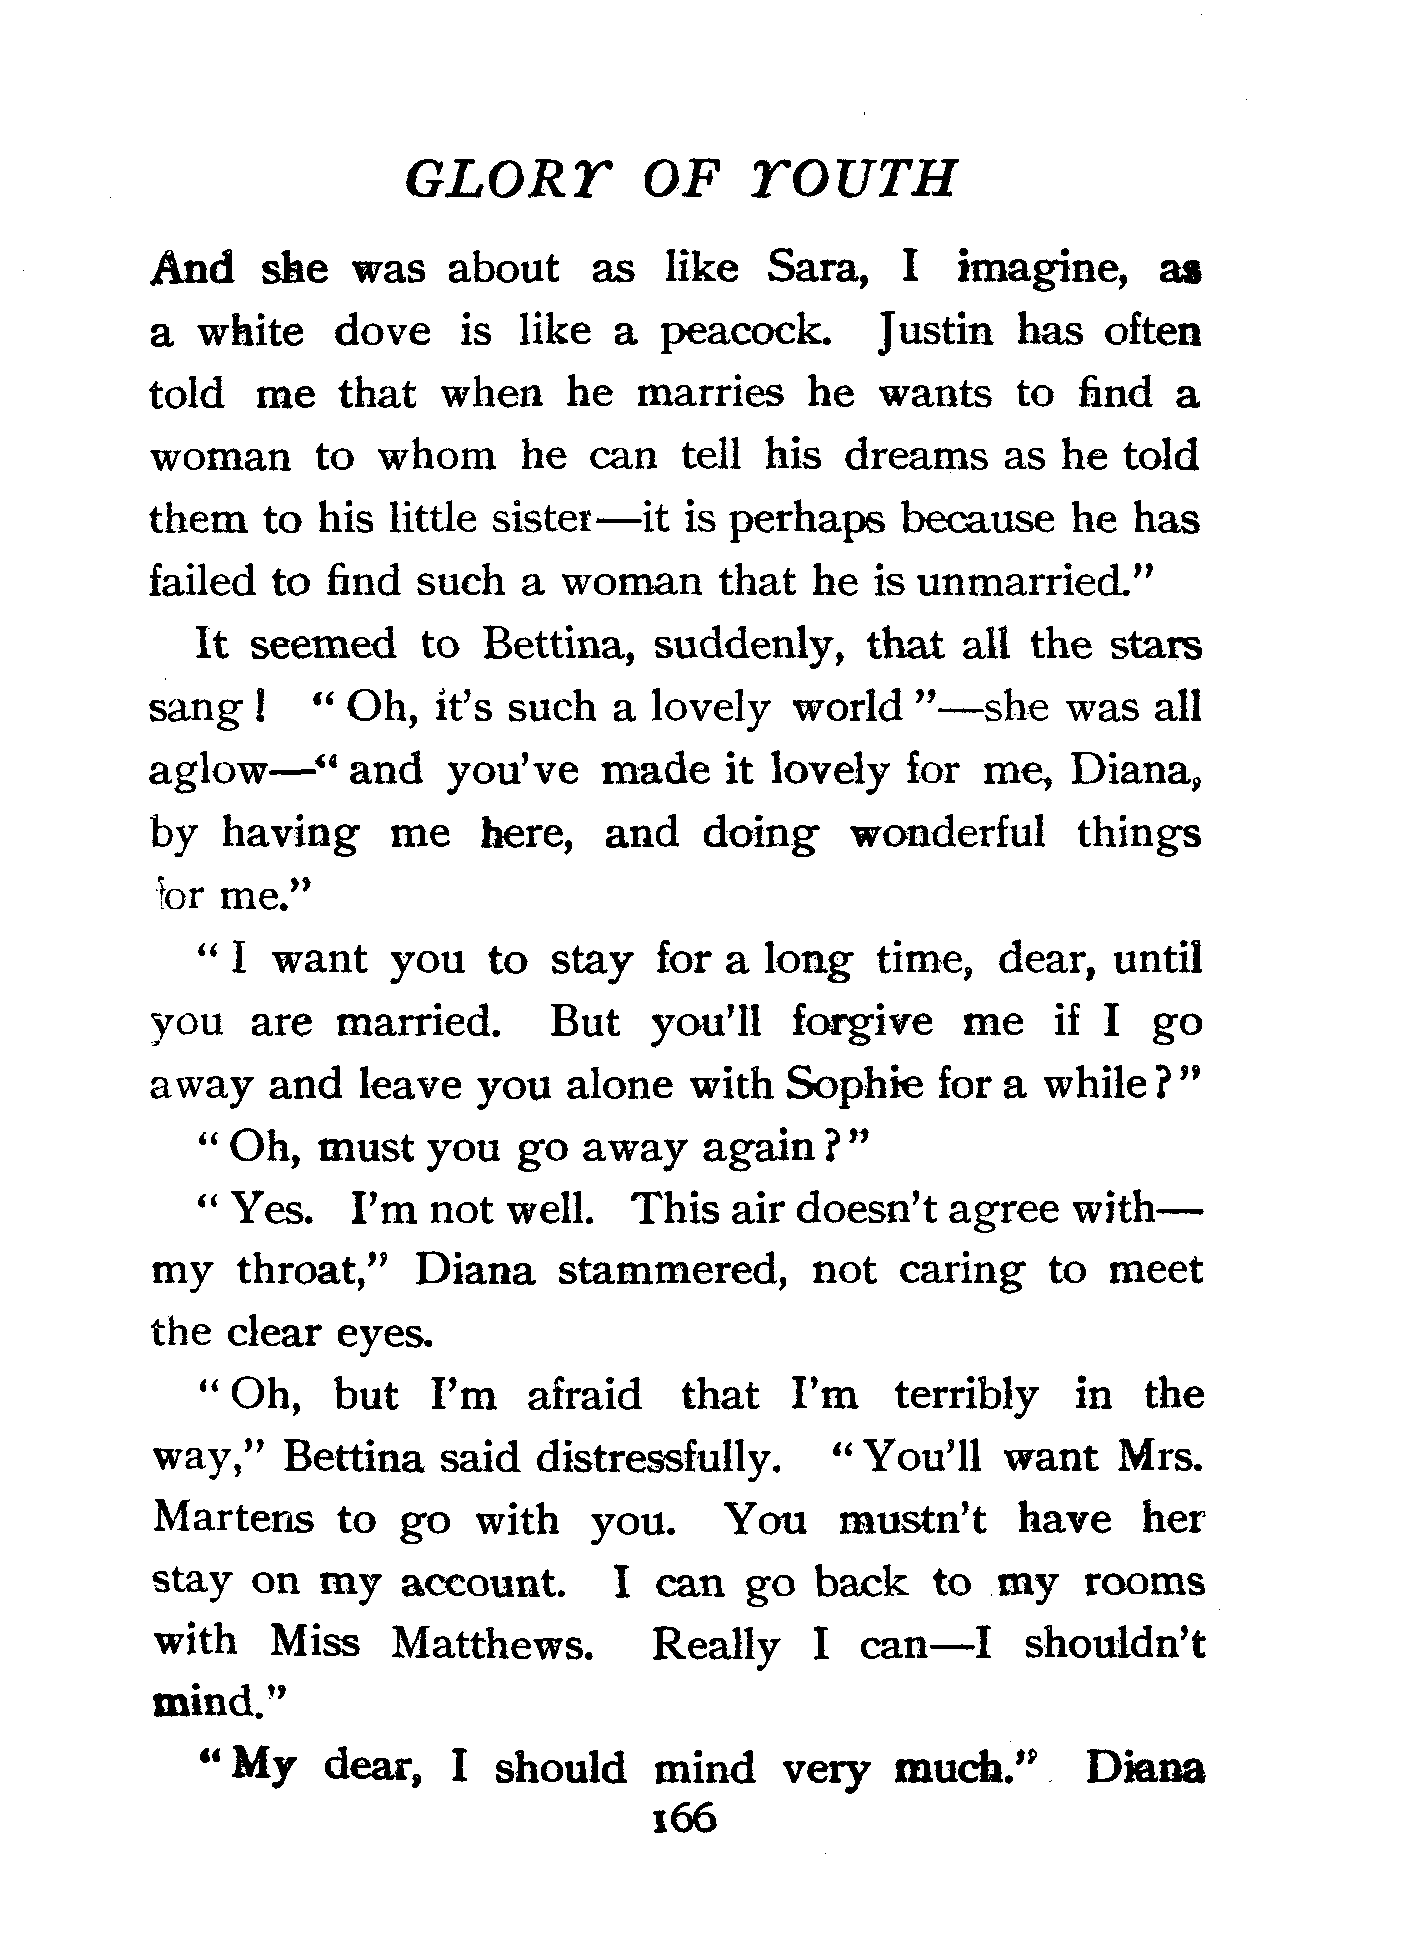 GLORY OF YOUTH
And she was about as like Sara, I imagine, as
a white dove is like a peacock. Justin has often
told me that when he marries he wants to find a
woman to whom he can tell his dreams as he told
them to his little sister—it is perhaps because he has
failed to find such a woman that he is unmarried."
It seemed to Bettina, suddenly, that all the stars
sang! "Oh, it's such a lovely world"—she was all
aglow—"and you've made it lovely for me, Diana,
by having me here, and doing wonderful things
for me."
"I want you to stay for a long time, dear, until
you are married. But you'll forgive me if I go
away and leave you alone with Sophie for a while?"
"Oh, must you go away again?"
"Yes. I'm not well. This air doesn't agree with—
my throat," Diana stammered, not caring to meet
the clear eyes.
"Oh, but I'm afraid that I'm terribly in the
way," Bettina said distressfully. "You'll want Mrs.
Martens to go with you. You mustn't have her
stay on my account. I can go back to my rooms
with Miss Matthews. Really I can—I shouldn't
mind."
"My dear, I should mind very much." Diana
166